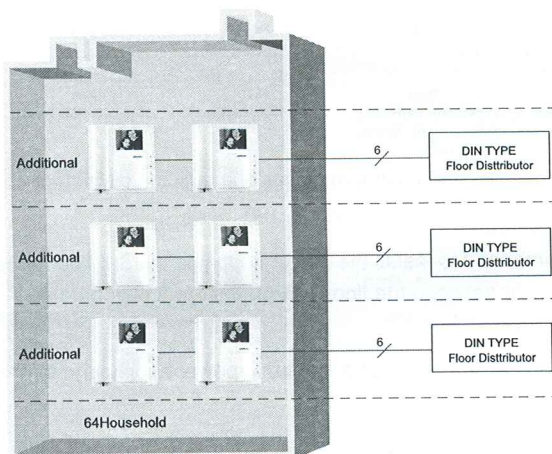 Additional
6
DIN TYPE
Floor Disttributor
Additional
6
DIN TYPE
Floor Disttributor
Additional
6
DIN TYPE
Floor Disttributor
64Household